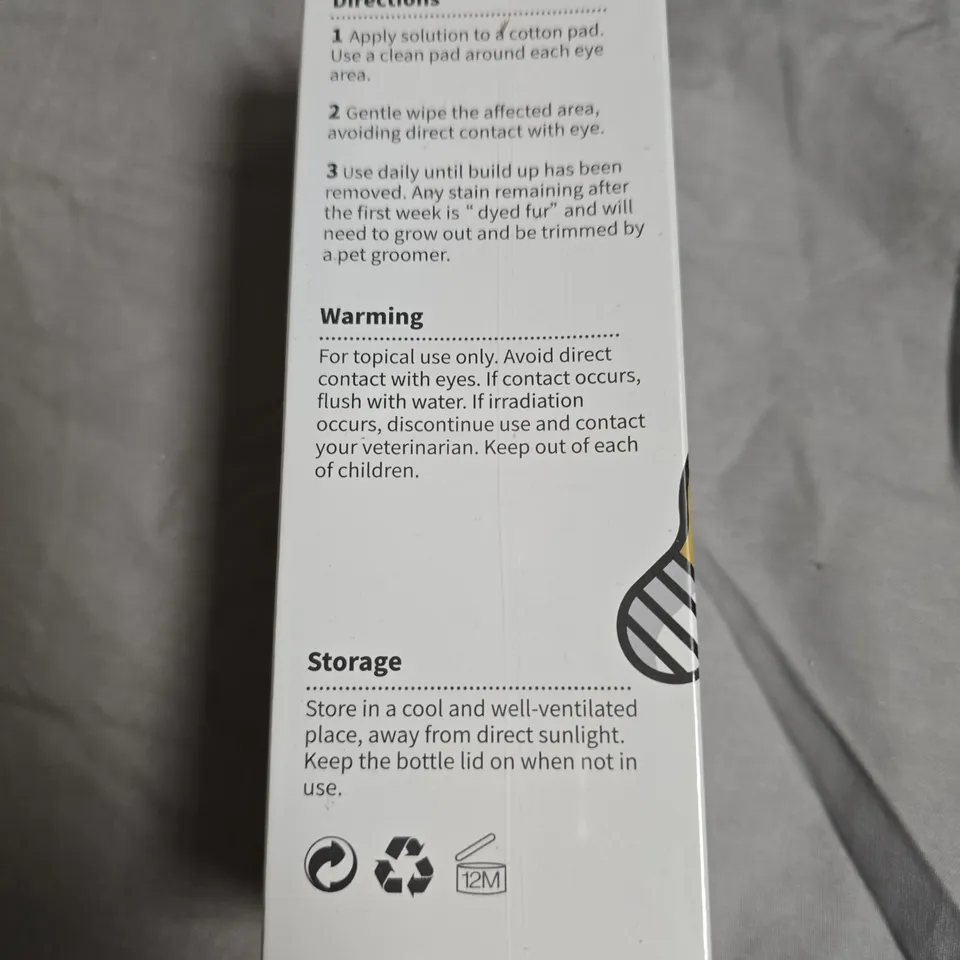 Directions
1 Apply solution to a cotton pad.
Use a clean pad around each eye
area.
2 Gentle wipe the affected area,
avoiding direct contact with eye.
3 Use daily until build up has been
removed. Any stain remaining after
the first week is “ dyed fur” and will
need to grow out and be trimmed by
a pet groomer.
Warming
For topical use only. Avoid direct
contact with eyes. If contact occurs,
flush with water. If irradiation
occurs, discontinue use and contact
your veterinarian. Keep out of each
of children.
Storage
Store in a cool and well-ventilated
place, away from direct sunlight.
Keep the bottle lid on when not in
use.
12M